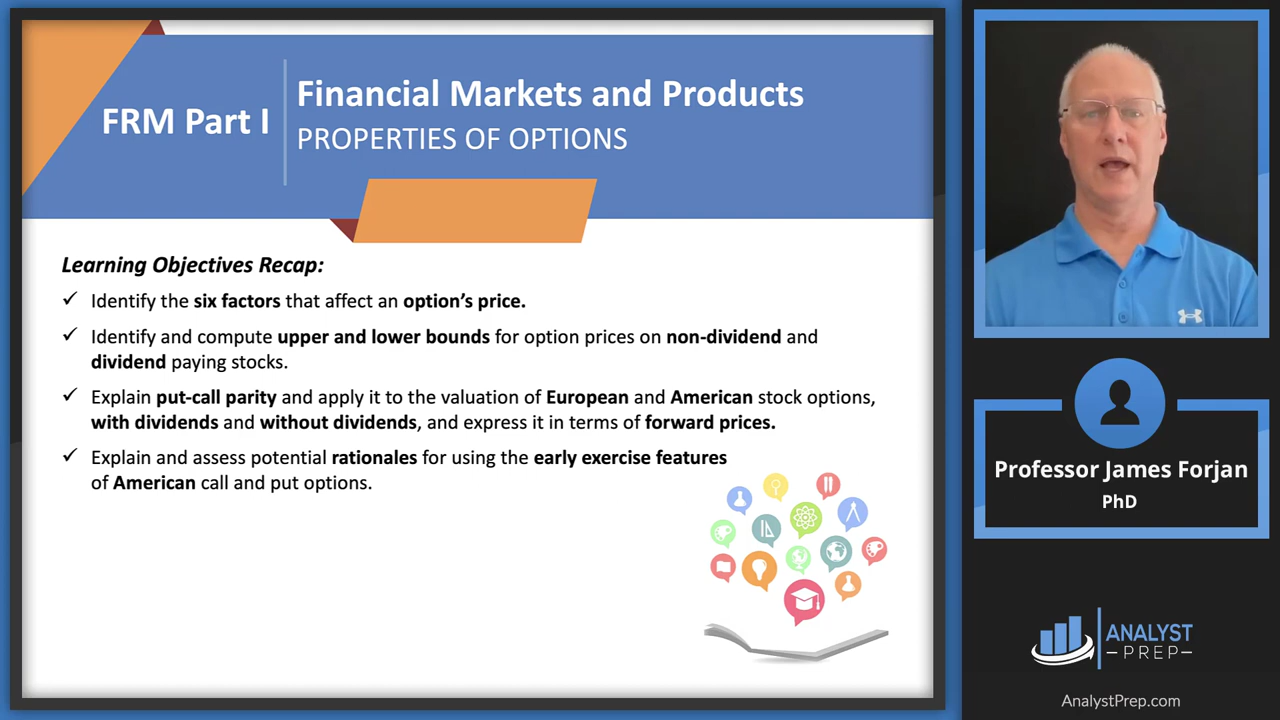 FRM Part I
Financial Markets and Products
PROPERTIES OF OPTIONS
Learning Objectives Recap:
✓ Identify the six factors that affect an option's price.
✓ Identify and compute upper and lower bounds for option prices on non-dividend and
dividend paying stocks.
✓ Explain put-call parity and apply it to the valuation of European and American stock options,
with dividends and without dividends, and express it in terms of forward prices.
✓ Explain and assess potential rationales for using the early exercise features
of American call and put options.
Professor James Forjan
PhD
ANALYST
–PREP–
AnalystPrep.com